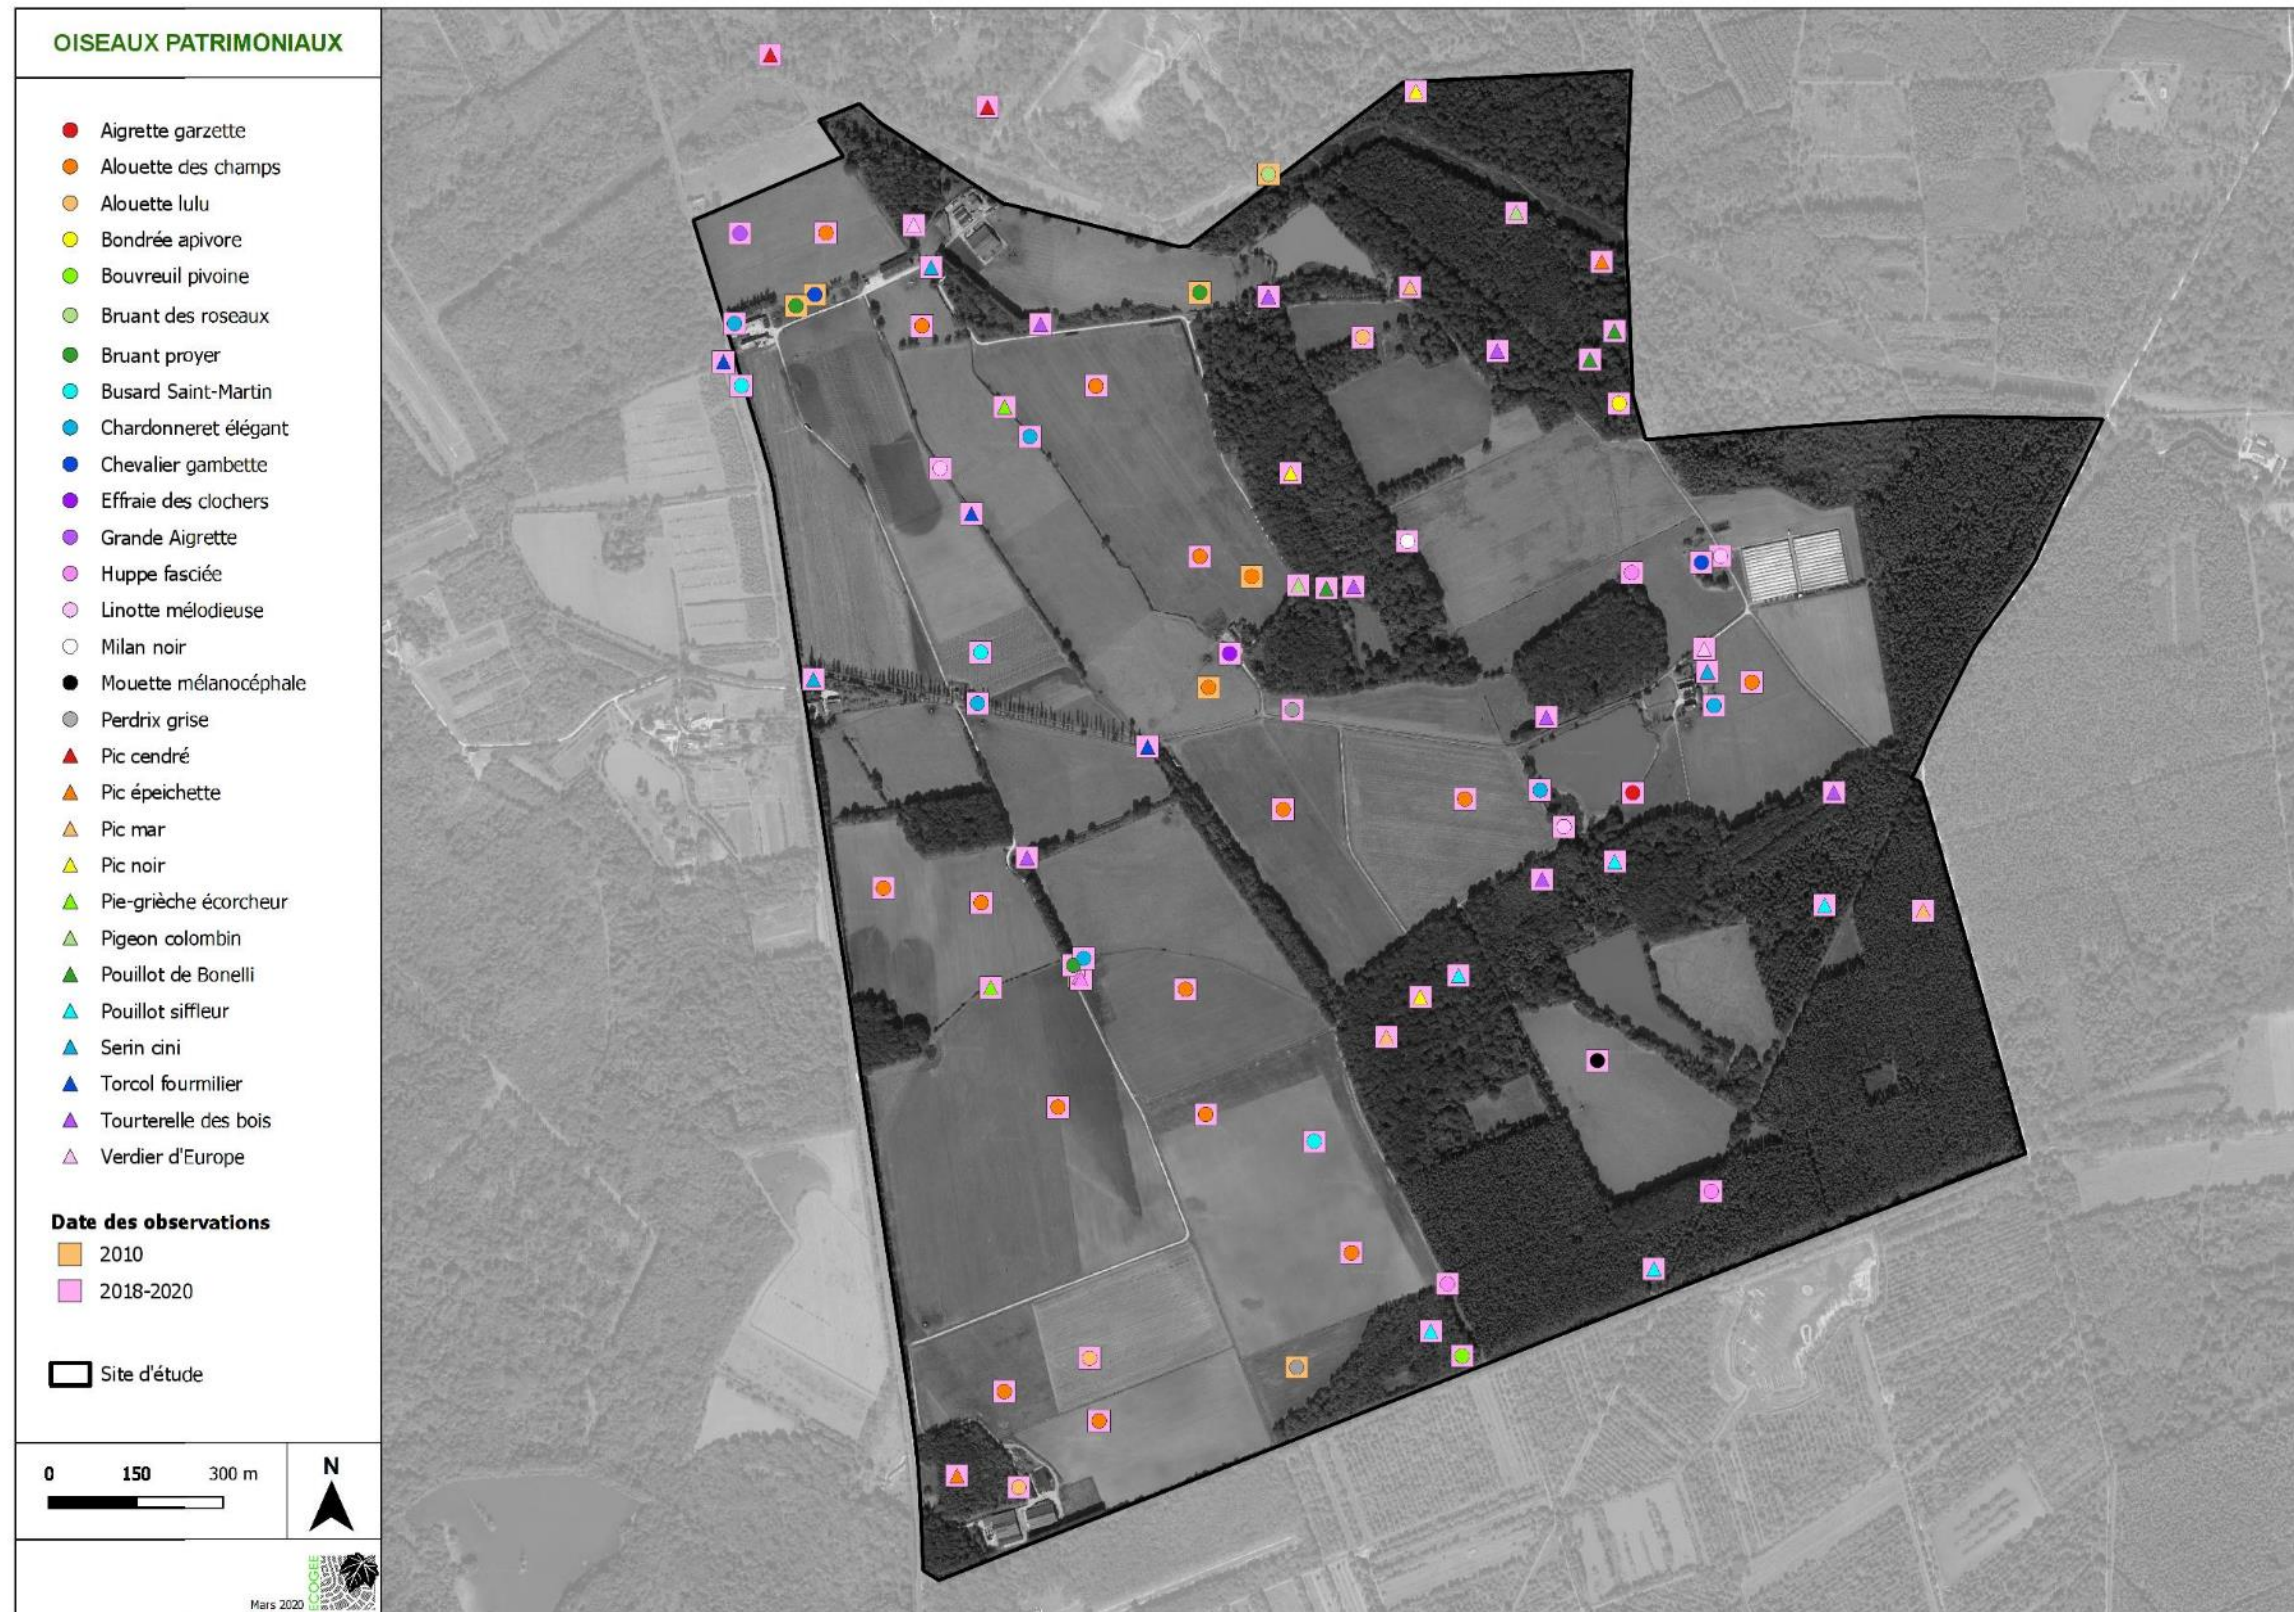 OISEAUX PATRIMONIAUX
Aigrette garzette
Alouette des champs
Alouette lulu
Bondrée apivore
Bouvreuil pivoine
Bruant des roseaux
Bruant proyer
Busard Saint-Martin
Chardonneret élégant
Chevalier gambette
Effraie des clochers
Grande Aigrette
Huppe fasciée
Linotte mélodieuse
Milan noir
Mouette mélanocéphale
Perdrix grise
Pic cendré
Pic épeichette
Pic mar
Pic noir
Pie-grièche écorcheur
Pigeon colombin
Pouillot de Bonelli
Pouillot siffleur
Serin cini
Torcol fourmilier
Tourterelle des bois
Verdier d'Europe
Date des observations
2010
2018-2020
Site d'étude
0 150 300 m
N
Mars 2020
ECOGEE